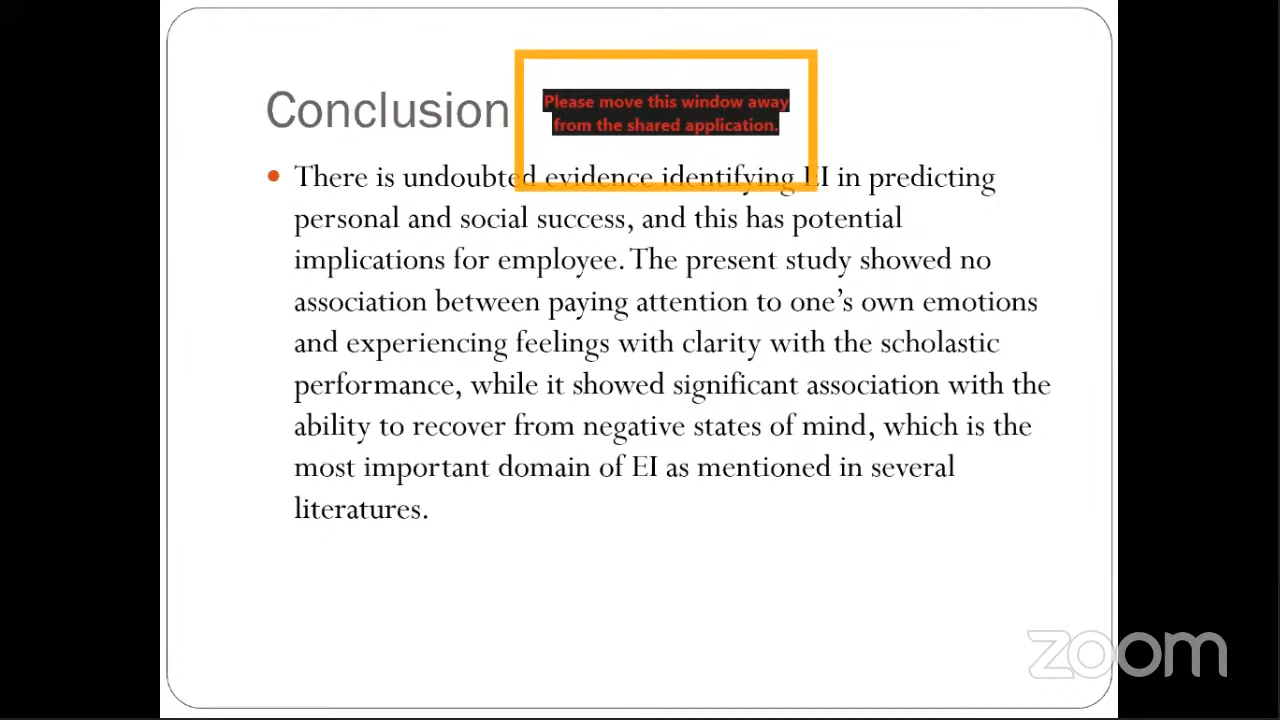 Conclusion
Please move this window away
from the shared application.
There is undoubted evidence identifying EI in predicting
personal and social success, and this has potential
implications for employee. The present study showed no
association between paying attention to one’s own emotions
and experiencing feelings with clarity with the scholastic
performance, while it showed significant association with the
ability to recover from negative states of mind, which is the
most important domain of EI as mentioned in several
literatures.
zoom